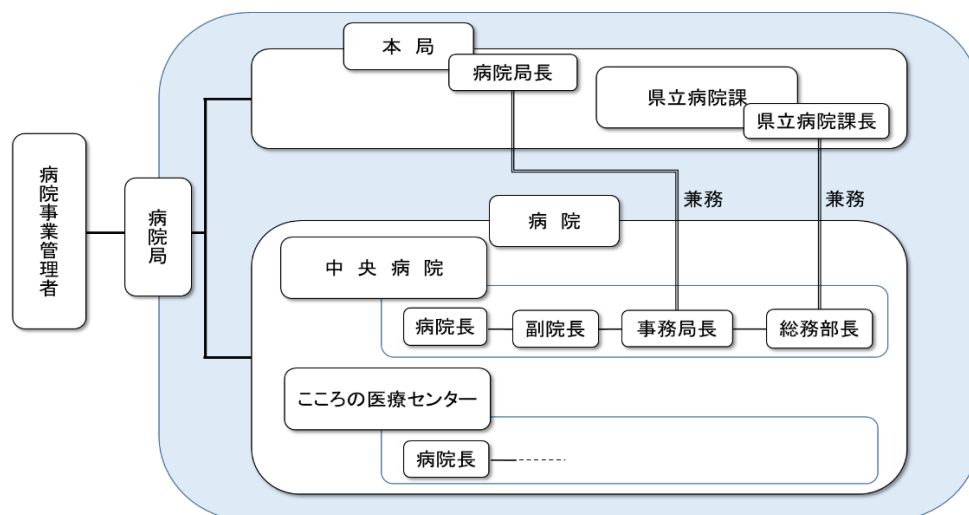 本 局
病院局長
県立病院課
県立病院課長
病院事業管理者
病院局
兼務
兼務
病 院
中 央 病 院
病院長
副院長
事務局長
総務部長
こころの医療センター
病院長